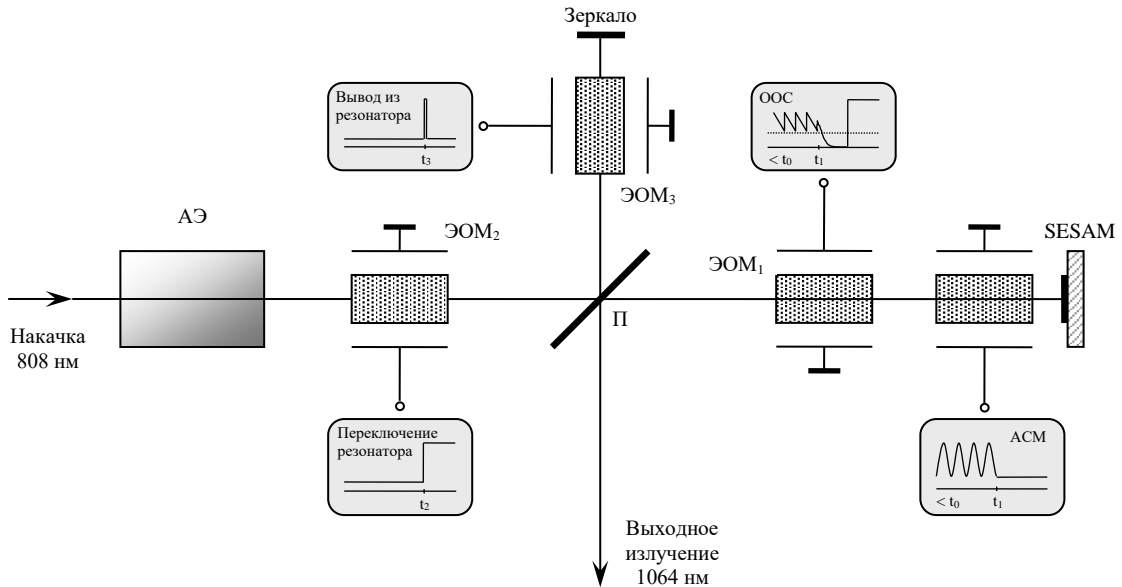 Зеркало
Вывод из
резонатора
t3
ЭОМ3
ООС
< t0
t1
АЭ
ЭОМ2
ЭОМ1
SESAM
П
Накачка
808 нм
Переключение
резонатора
t2
АСМ
< t0
t1
Выходное
излучение
1064 нм